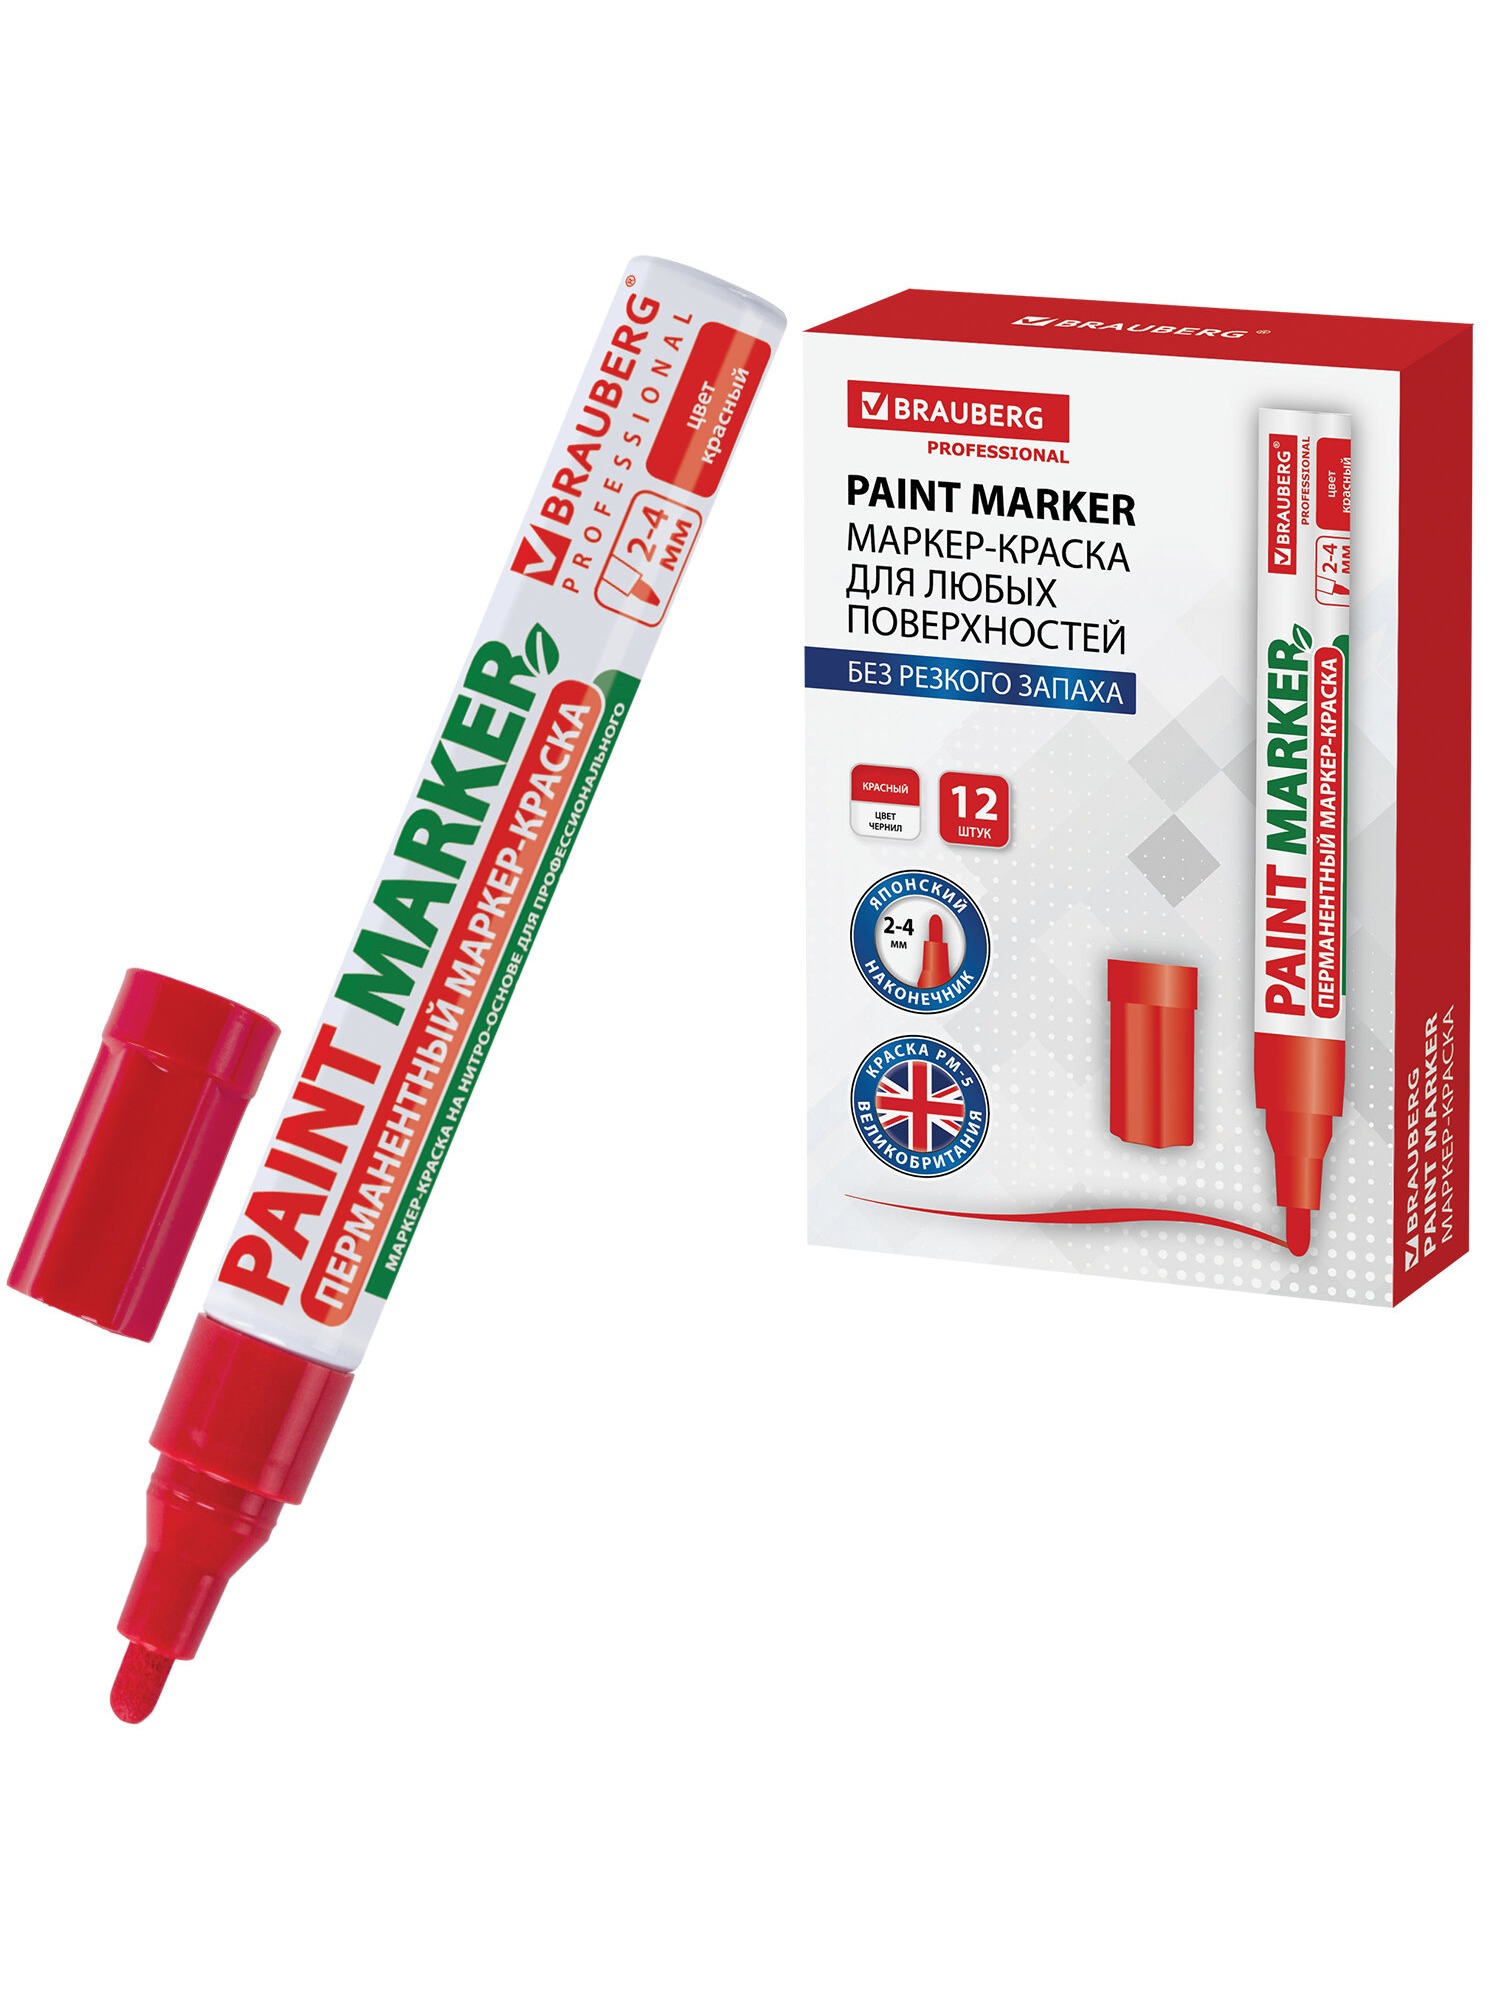 BRAUBERG®
PROFESSIONAL
цвет
красный
2-4
мм
PAINT MARKER
ПЕРМАНЕНТНЫЙ МАРКЕР-КРАСКА
МАРКЕР-КРАСКА НА НИТРО-ОСНОВЕ ДЛЯ ПРОФЕССИОНАЛЬНОГО
BRAUBERG®
BRAUBERG
PROFESSIONAL
PAINT MARKER
МАРКЕР-КРАСКА
ДЛЯ ЛЮБЫХ
ПОВЕРХНОСТЕЙ
БЕЗ РЕЗКОГО ЗАПАХА
КРАСНЫЙ
ЦВЕТ
ЧЕРНИЛ
12
ШТУК
ЯПОНСКИЙ
2-4
мм
НАКОНЕЧНИК
КРАСКА PM-5
ВЕЛИКОБРИТАНИЯ
BRAUBERG®
PROFESSIONAL
цвет
красный
2-4
мм
PAINT MARKER
ПЕРМАНЕНТНЫЙ МАРКЕР-КРАСКА
BRAUBERG
PAINT MARKER
МАРКЕР-КРАСКА